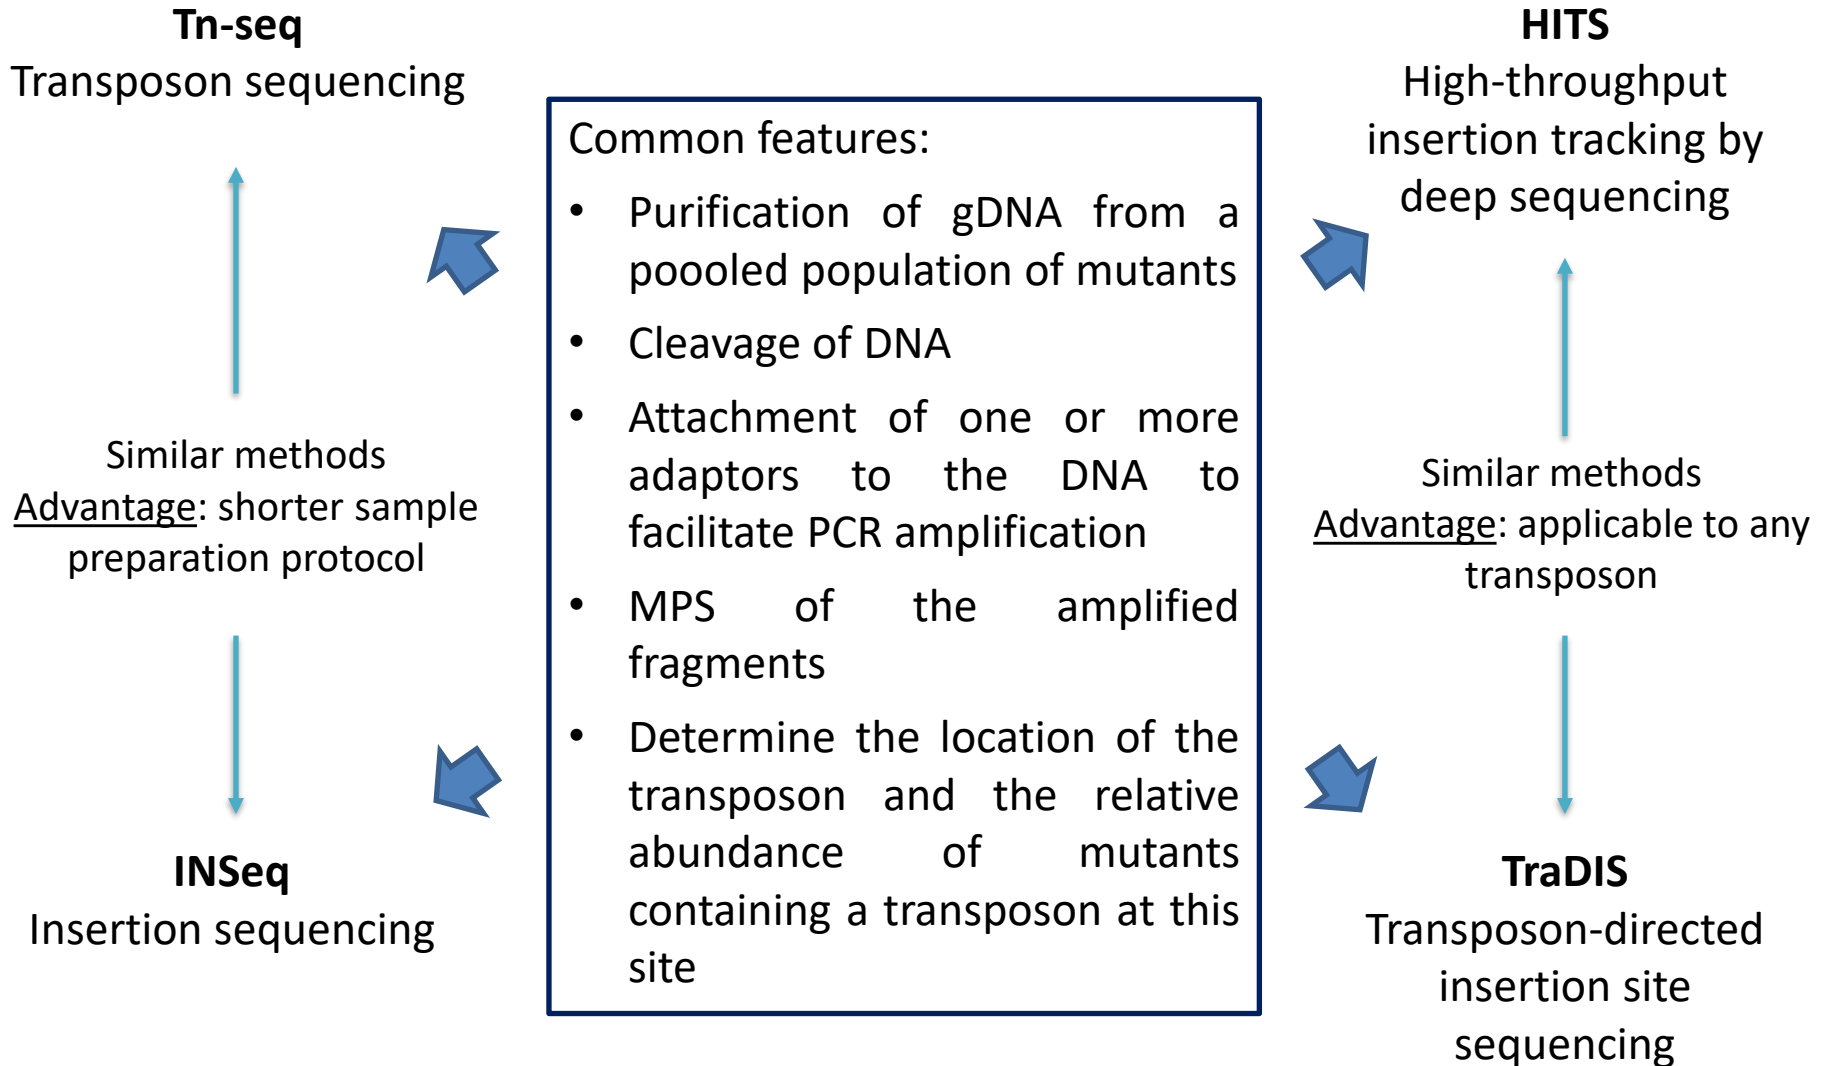 Tn-seq
Transposon sequencing
Similar methods
Advantage: shorter sample
preparation protocol
INSeq
Insertion sequencing
Common features:
• Purification of gDNA from a
poooled population of mutants
• Cleavage of DNA
• Attachment of one or more
adaptors to the DNA to
facilitate PCR amplification
• MPS of the amplified
fragments
• Determine the location of the
transposon and the relative
abundance of mutants
containing a transposon at this
site
HITS
High-throughput
insertion tracking by
deep sequencing
Similar methods
Advantage: applicable to any
transposon
TraDIS
Transposon-directed
insertion site
sequencing